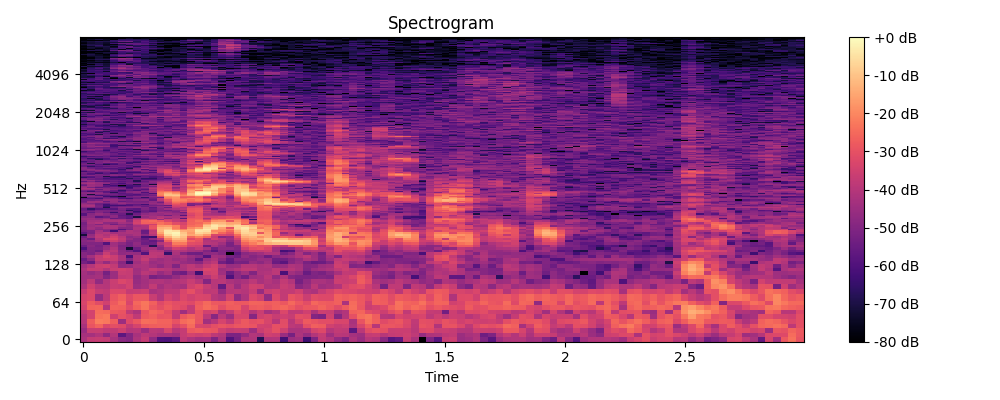 Spectrogram
4096
2048
1024
512
256
128
64
0
Hz
0
0.5
1
1.5
2
2.5
Time
+0 dB
-10 dB
-20 dB
-30 dB
-40 dB
-50 dB
-60 dB
-70 dB
-80 dB